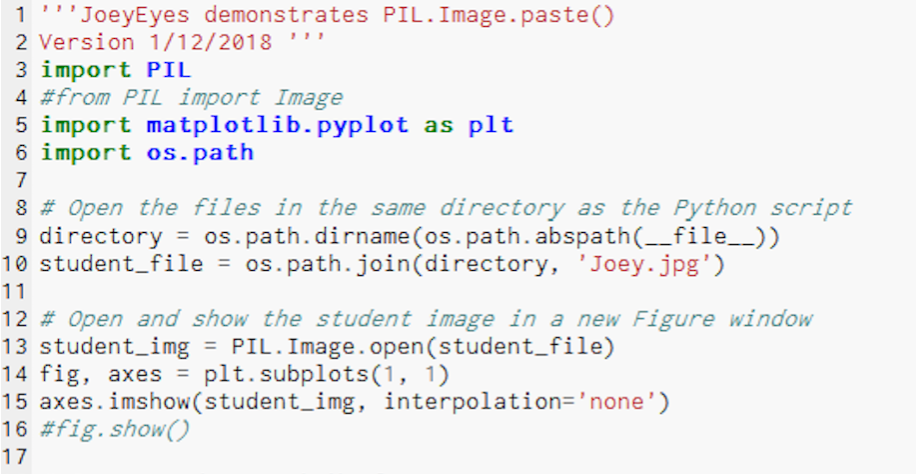 1 '''JoeyEyes demonstrates PIL.Image.paste()
2 Version 1/12/2018 '''
3 import PIL
4 #from PIL import Image
5 import matplotlib.pyplot as plt
6 import os.path
7
8 # Open the files in the same directory as the Python script
9 directory = os.path.dirname(os.path.abspath(__file__))
10 student_file = os.path.join(directory, 'Joey.jpg')
11
12 # Open and show the student image in a new Figure window
13 student_img = PIL.Image.open(student_file)
14 fig, axes = plt.subplots(1, 1)
15 axes.imshow(student_img, interpolation='none')
16 #fig.show()
17